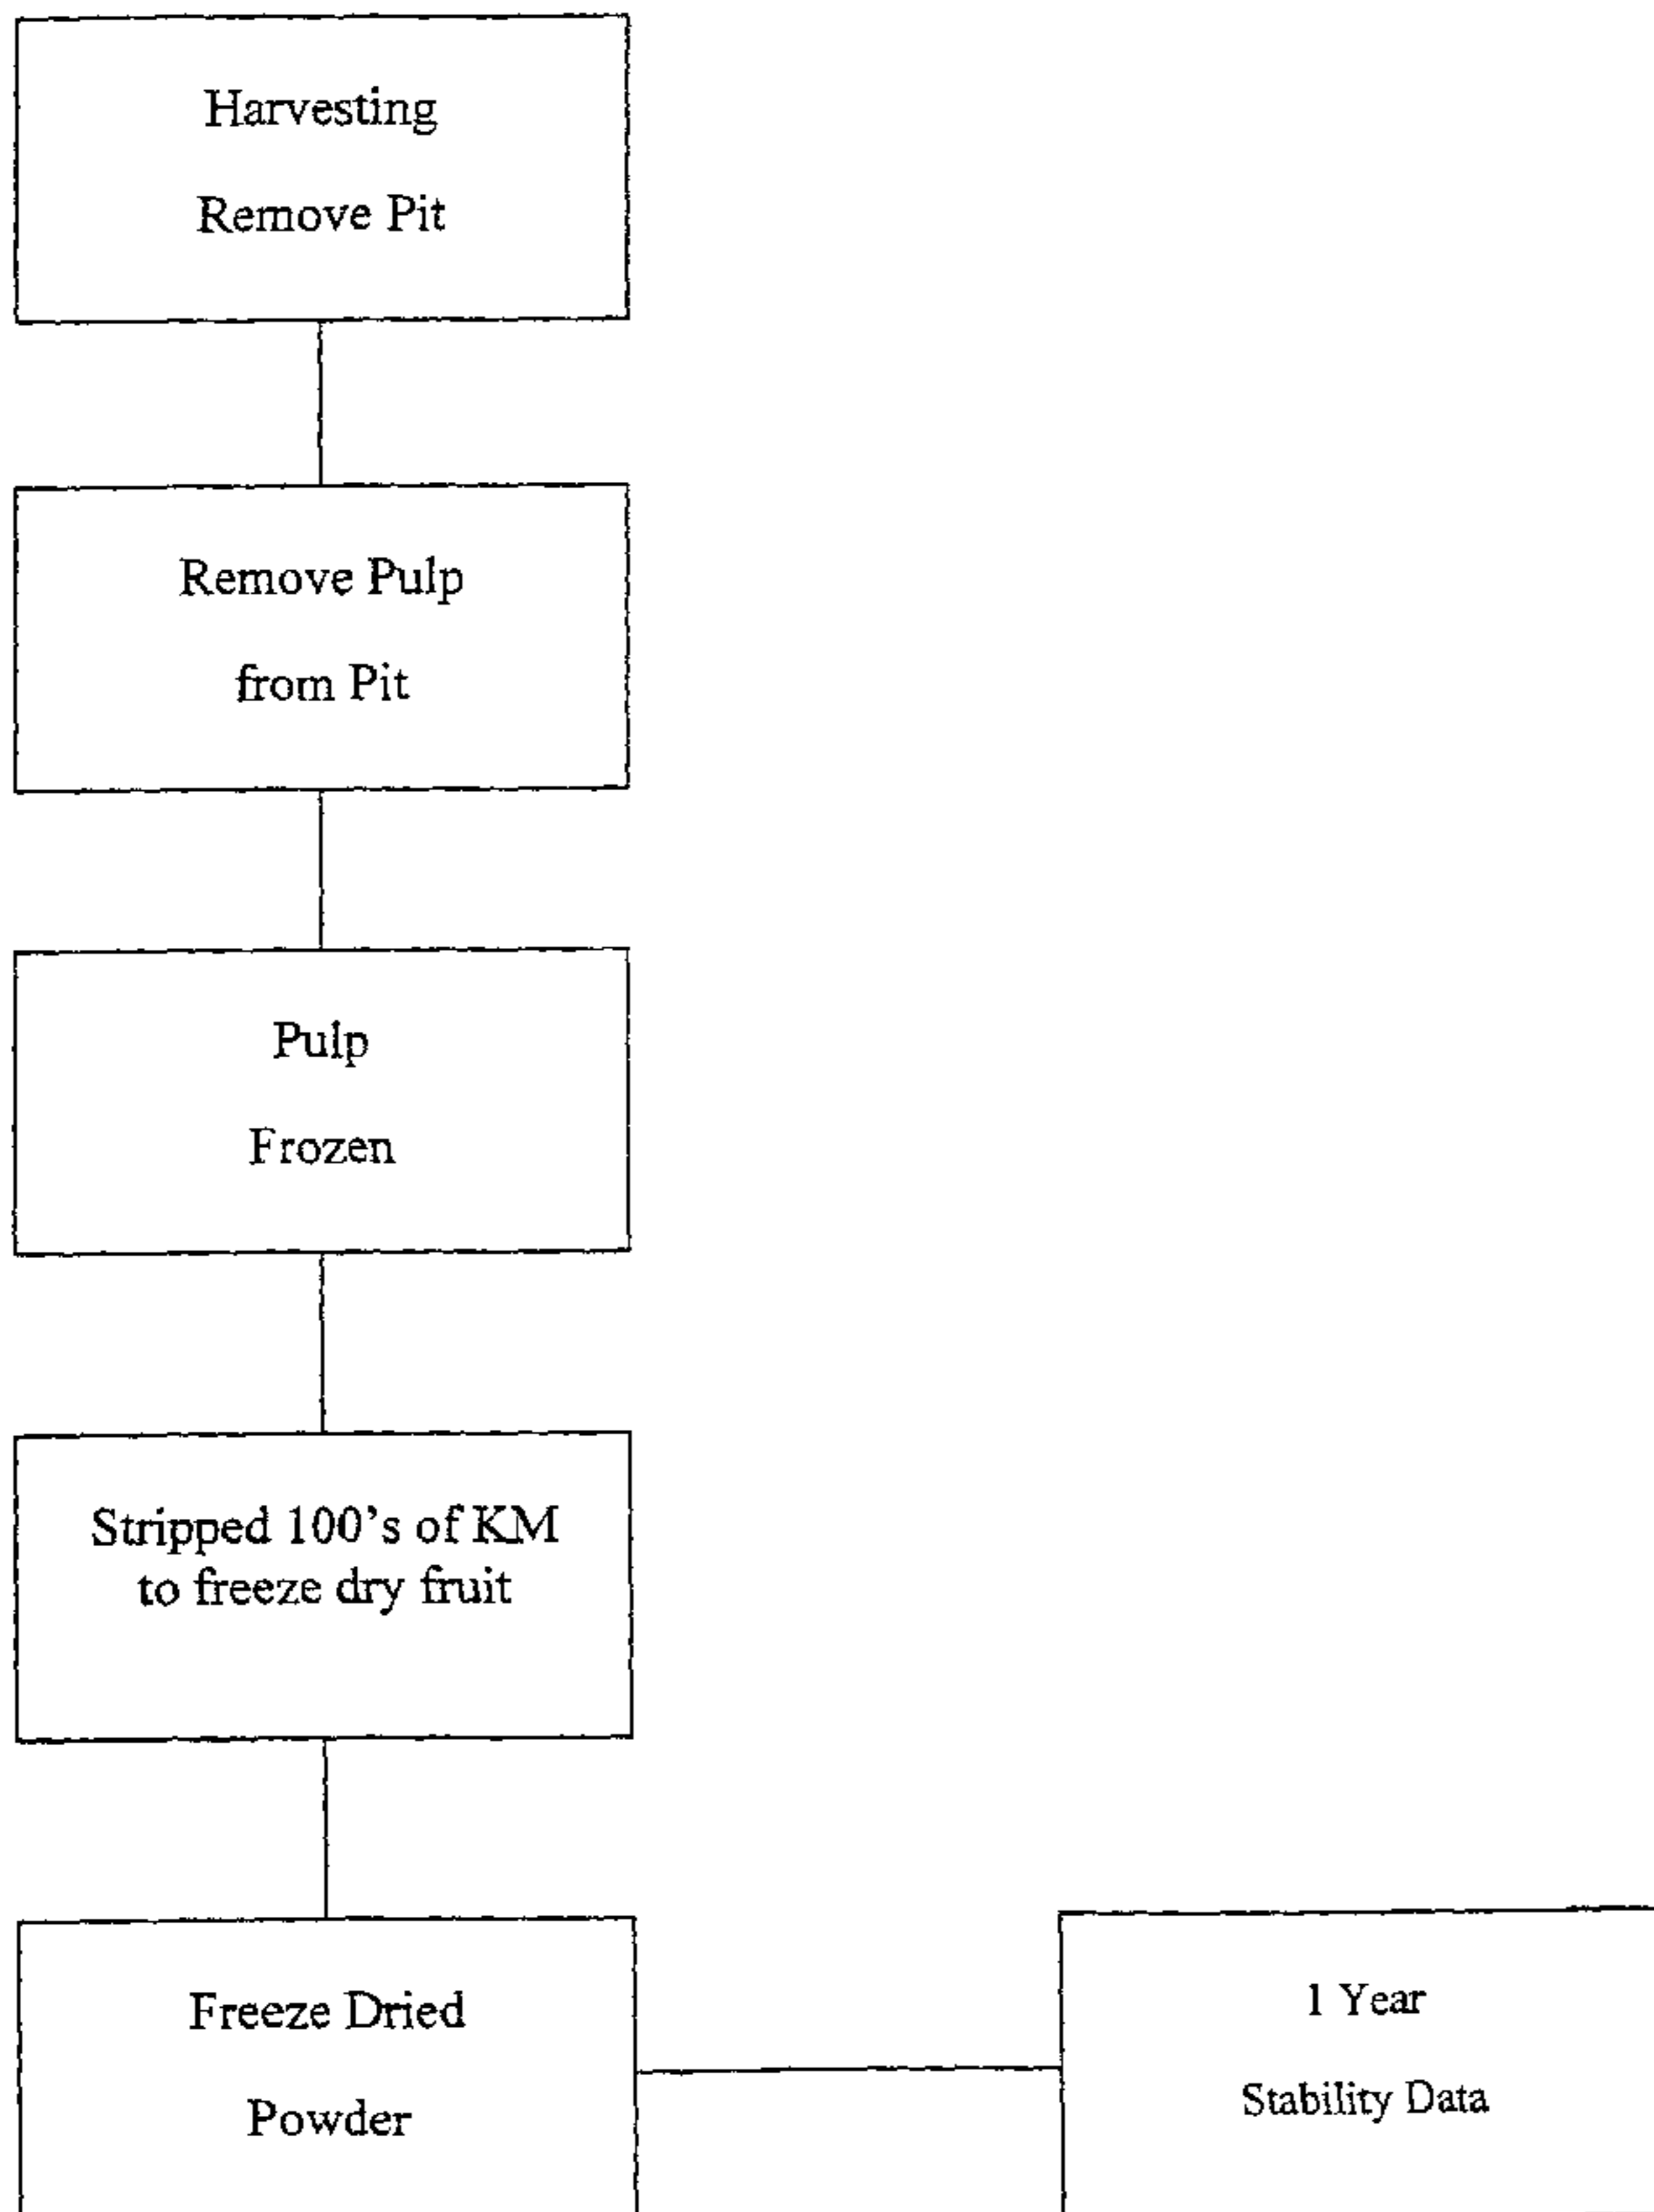 Harvesting
Remove Pit
Remove Pulp
from Pit
Pulp
Frozen
Stripped 100's of KM
to freeze dry fruit
Freeze Dried
Powder
1 Year
Stability Data